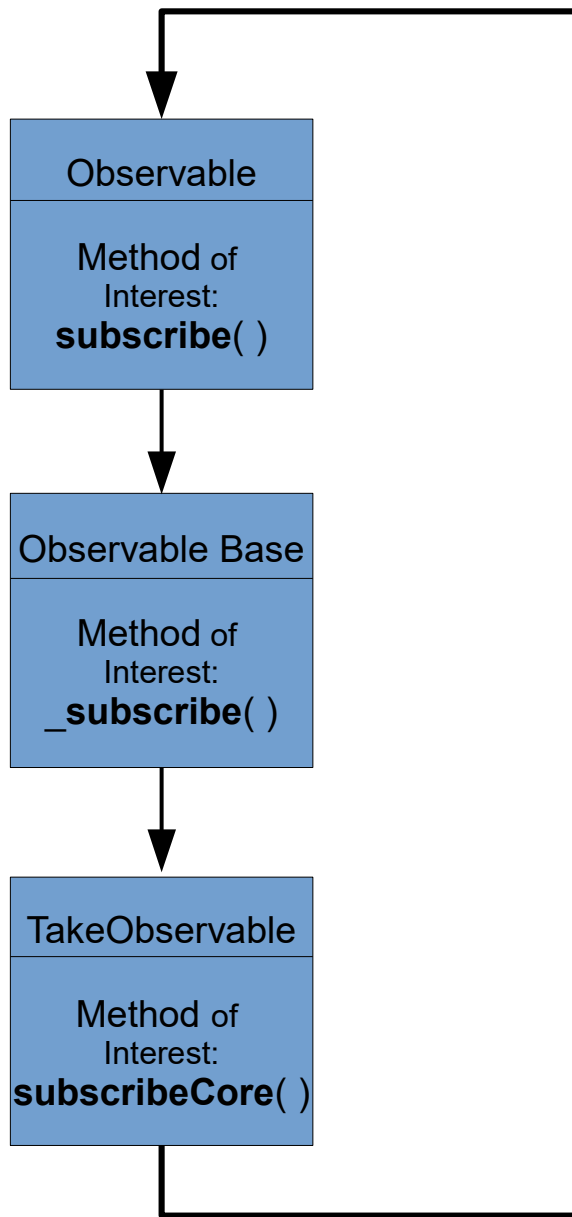 Observable
Method of
Interest:
subscribe( )
Observable Base
Method of
Interest:
_subscribe( )
TakeObservable
Method of
Interest:
subscribeCore( )